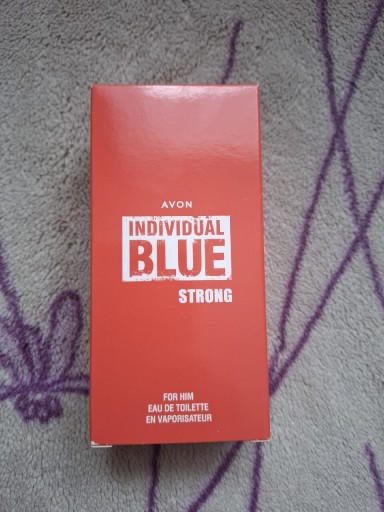 AVON
INDIVIDUAL
BLUE
STRONG
FOR HIM
EAU DE TOILETTE
EN VAPORISATEUR